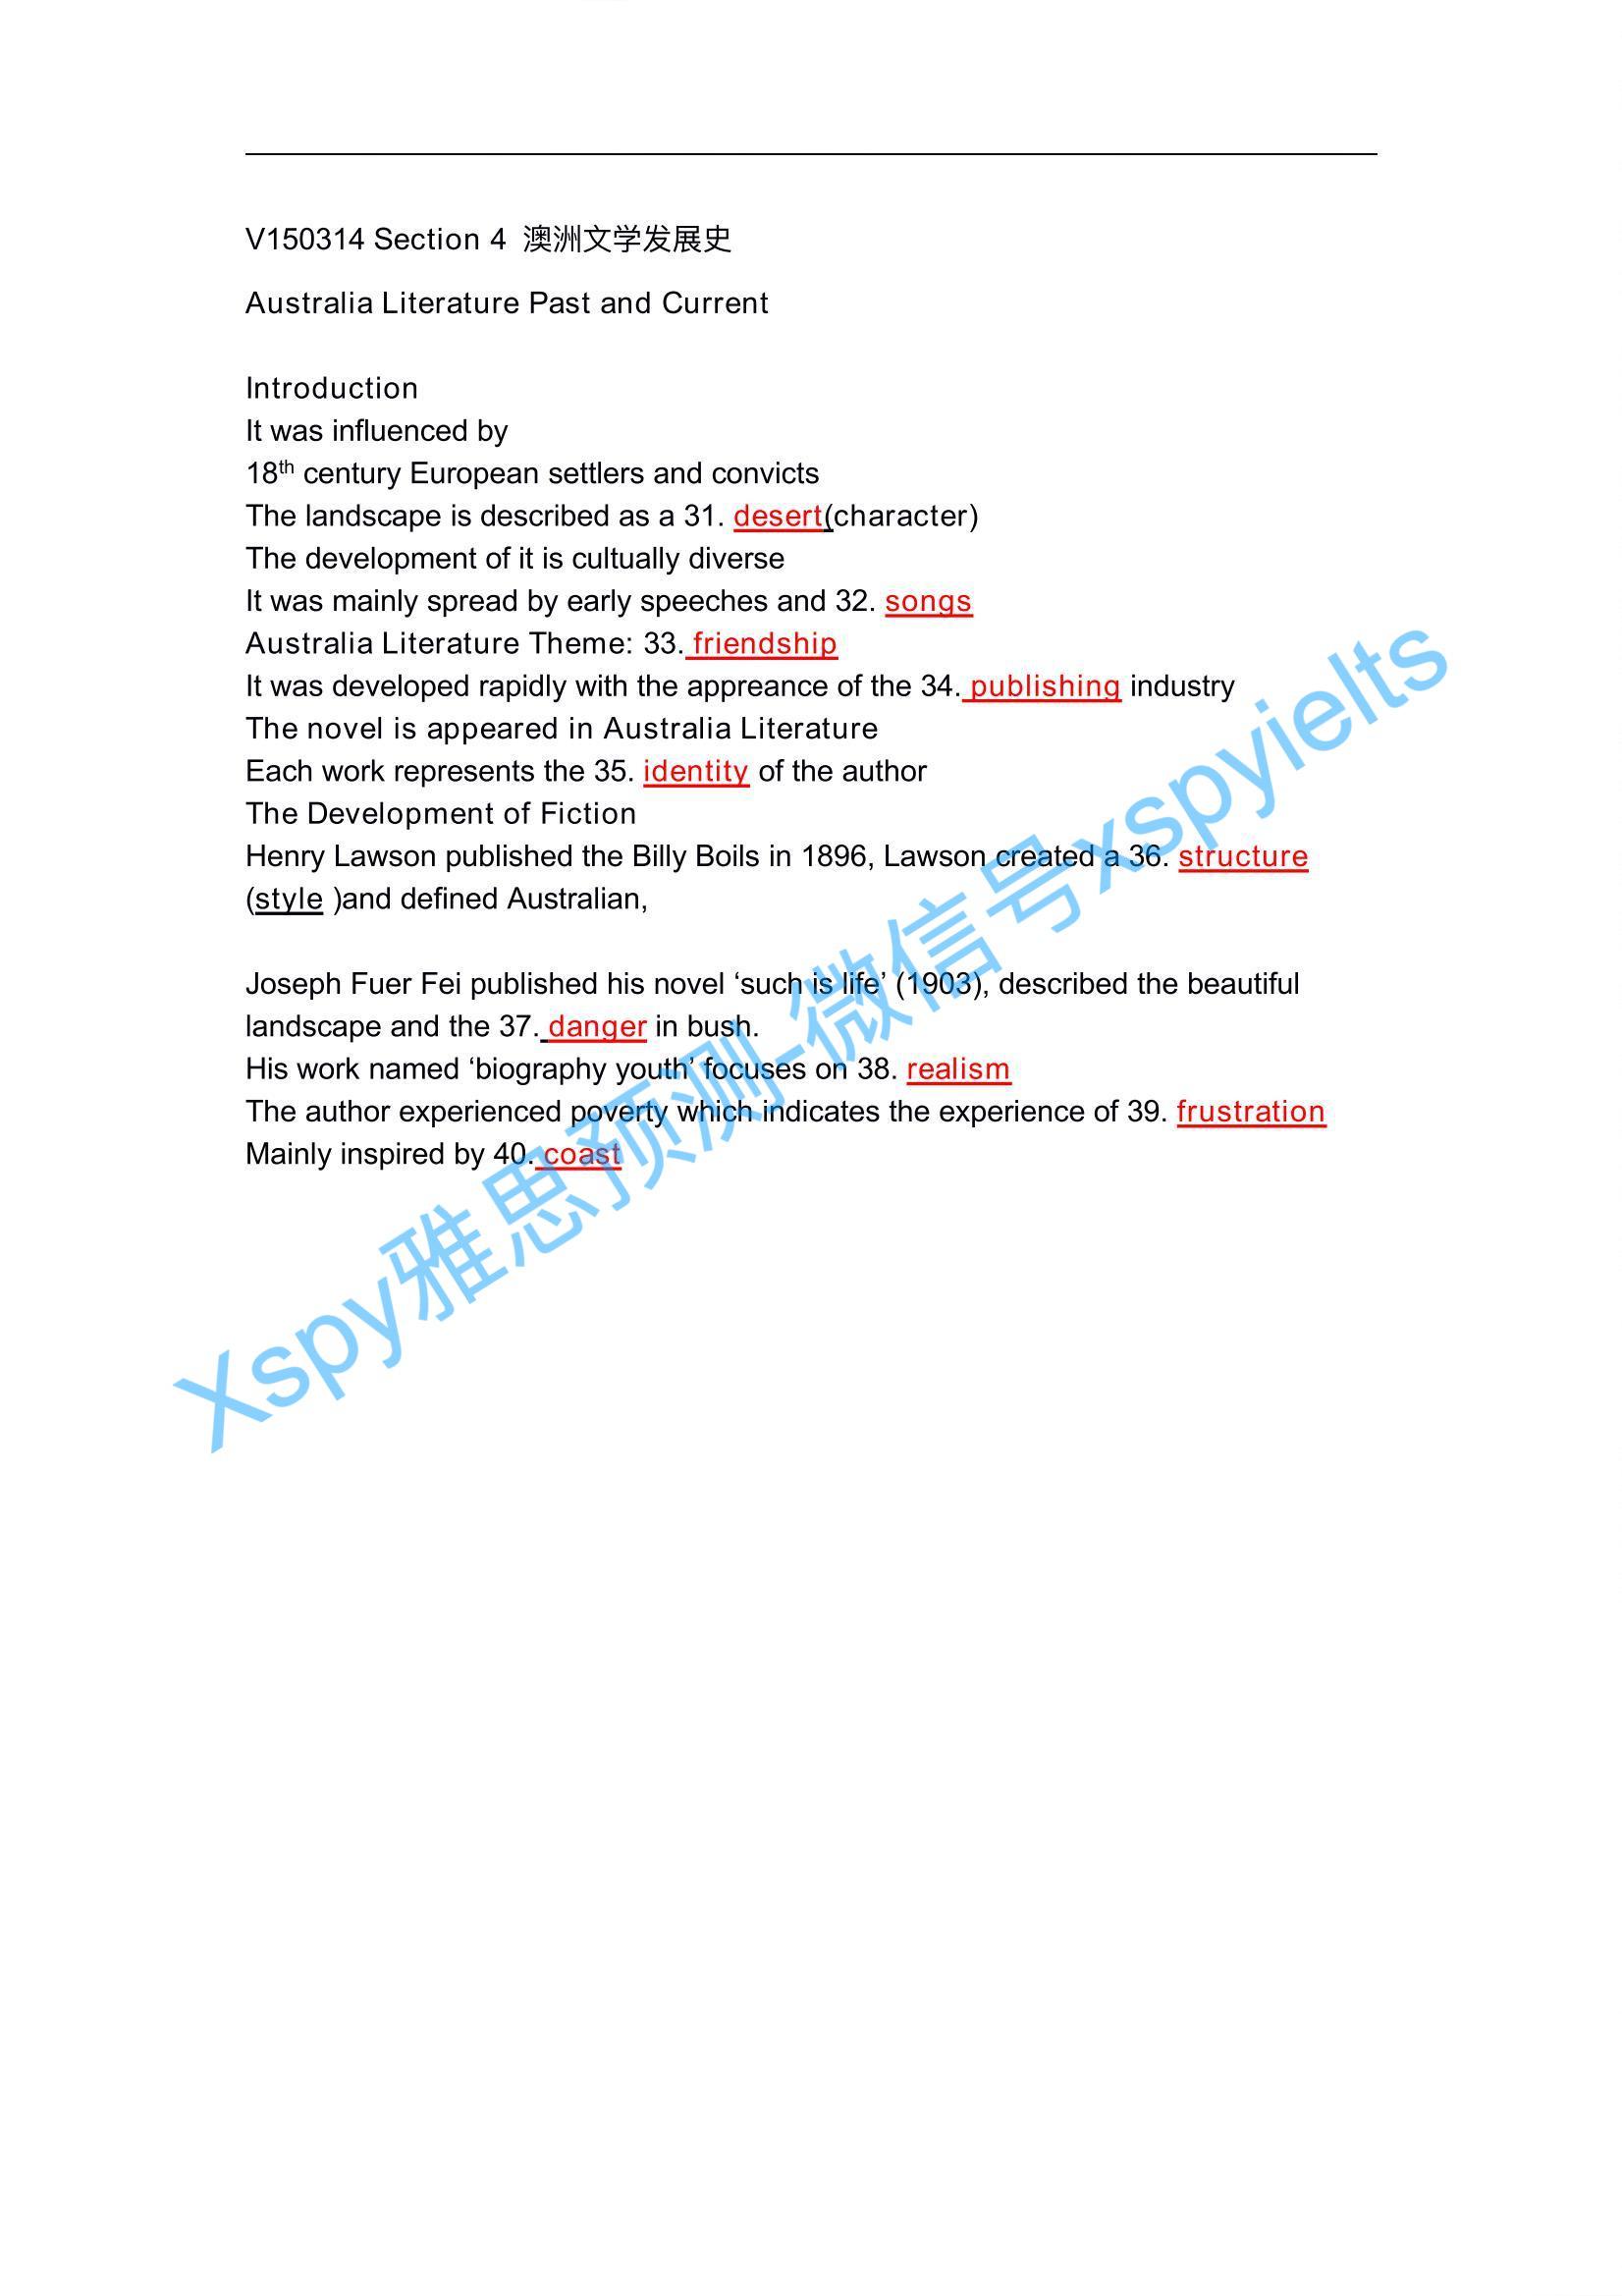 V150314 Section 4 澳洲文学发展史
Australia Literature Past and Current
Introduction
It was influenced by
18th century European settlers and convicts
The landscape is described as a 31. desert(character)
The development of it is cultually diverse
It was mainly spread by early speeches and 32. songs
Australia Literature Theme: 33. friendship
It was developed rapidly with the appreance of the 34. publishing industry
The novel is appeared in Australia Literature
Each work represents the 35. identity of the author
The Development of Fiction
Henry Lawson published the Billy Boils in 1896, Lawson created a 36. structure
(style )and defined Australian,
Joseph Fuer Fei published his novel ‘such is life’ (1903), described the beautiful
landscape and the 37. danger in bush.
His work named ‘biography youth’ focuses on 38. realism
The author experienced poverty which indicates the experience of 39. frustration
Mainly inspired by 40. coast
Xspy雅思预测-微信号xspyielts